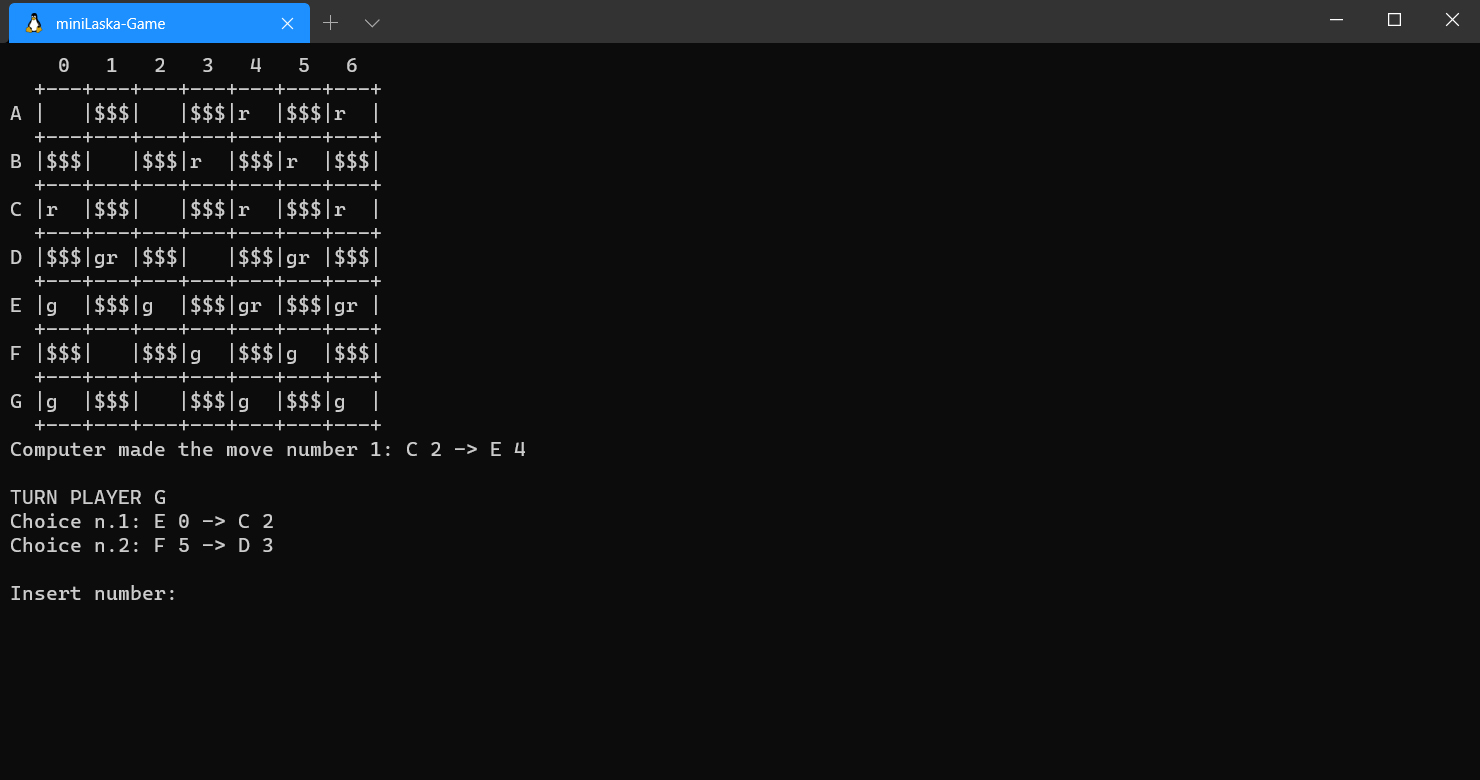 miniLaska-Game
     0   1   2   3   4   5   6
   +---+---+---+---+---+---+---+
A  |   |$$$|   |$$$|r  |$$$|r  |
   +---+---+---+---+---+---+---+
B  |$$$|   |$$$|r  |$$$|r  |$$$|
   +---+---+---+---+---+---+---+
C  |r  |$$$|   |$$$|r  |$$$|r  |
   +---+---+---+---+---+---+---+
D  |$$$|gr |$$$|   |$$$|gr |$$$|
   +---+---+---+---+---+---+---+
E  |g  |$$$|g  |$$$|gr |$$$|gr |
   +---+---+---+---+---+---+---+
F  |$$$|   |$$$|g  |$$$|g  |$$$|
   +---+---+---+---+---+---+---+
G  |g  |$$$|   |$$$|g  |$$$|g  |
   +---+---+---+---+---+---+---+
Computer made the move number 1: C 2 -> E 4
TURN PLAYER G
Choice n.1: E 0 -> C 2
Choice n.2: F 5 -> D 3
Insert number: